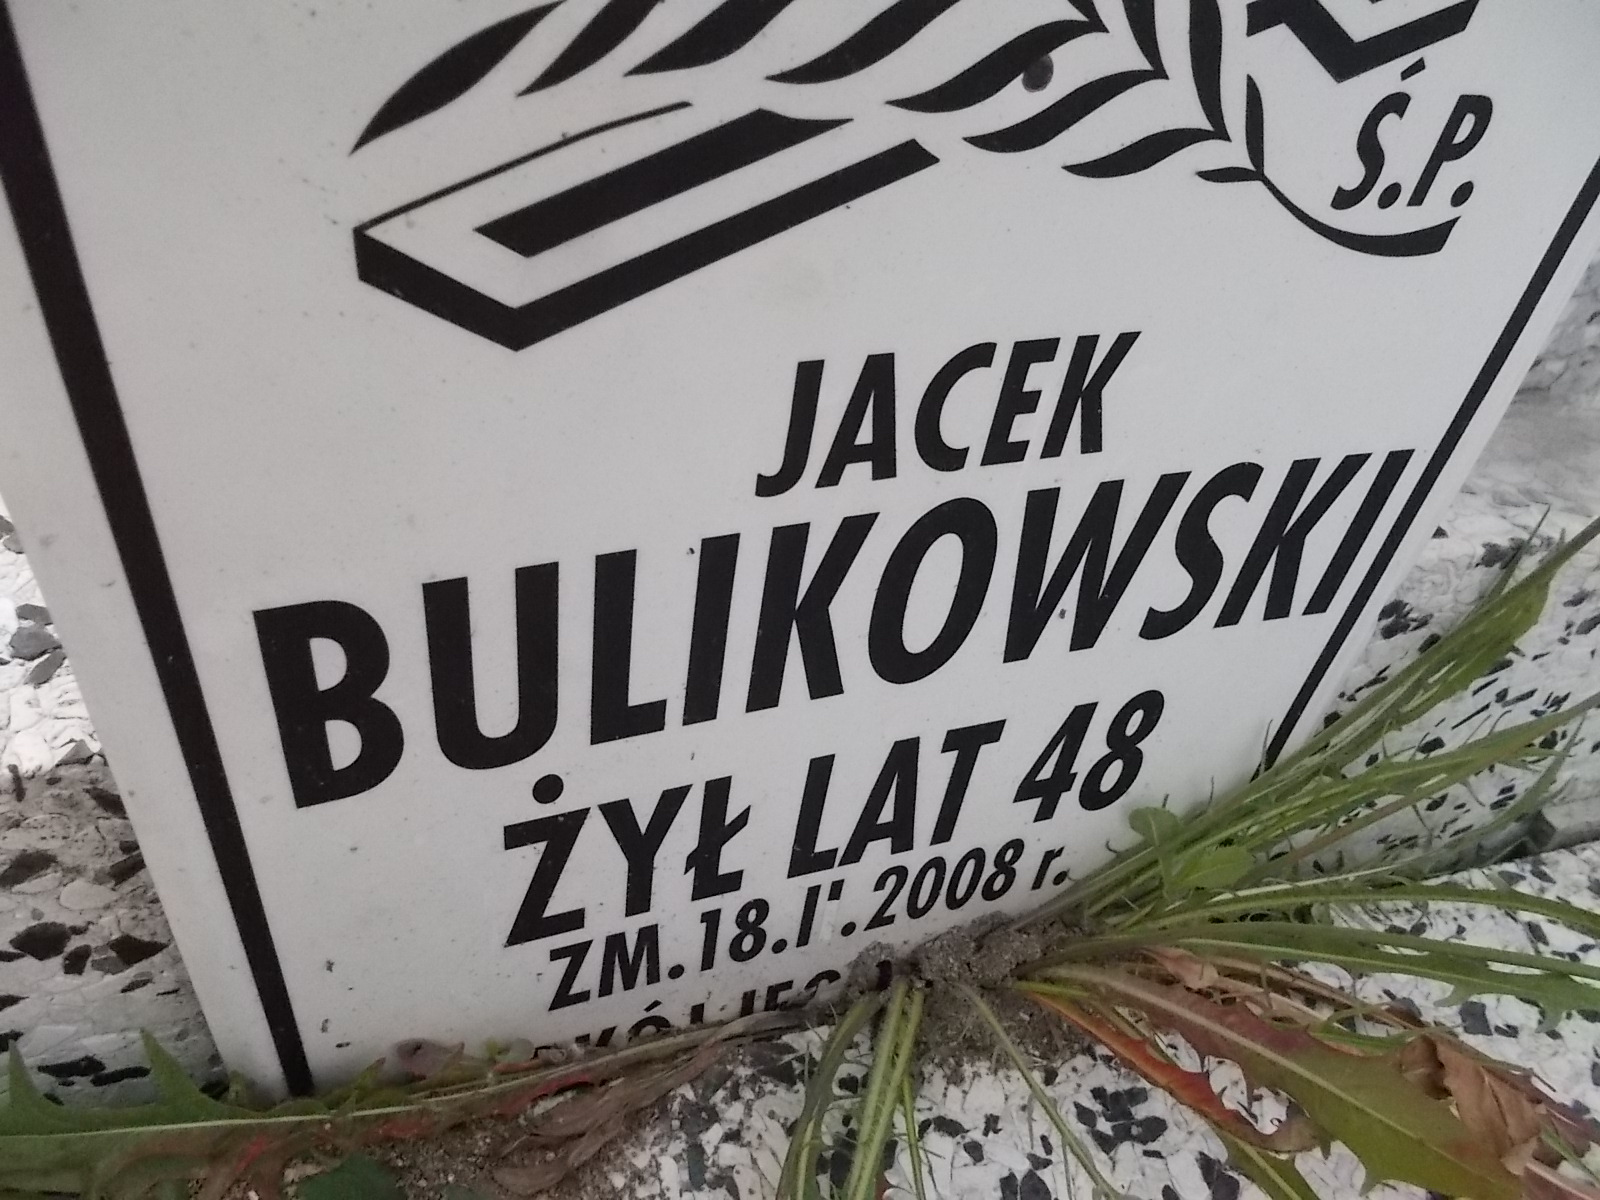 Ś.P.
JACEK
BULIKOWSKI
ŻYŁ LAT 48
ZM. 18. 2008 r.